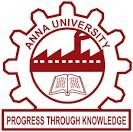 ANNA UNIVERSITY
PROGRESS THROUGH KNOWLEDGE